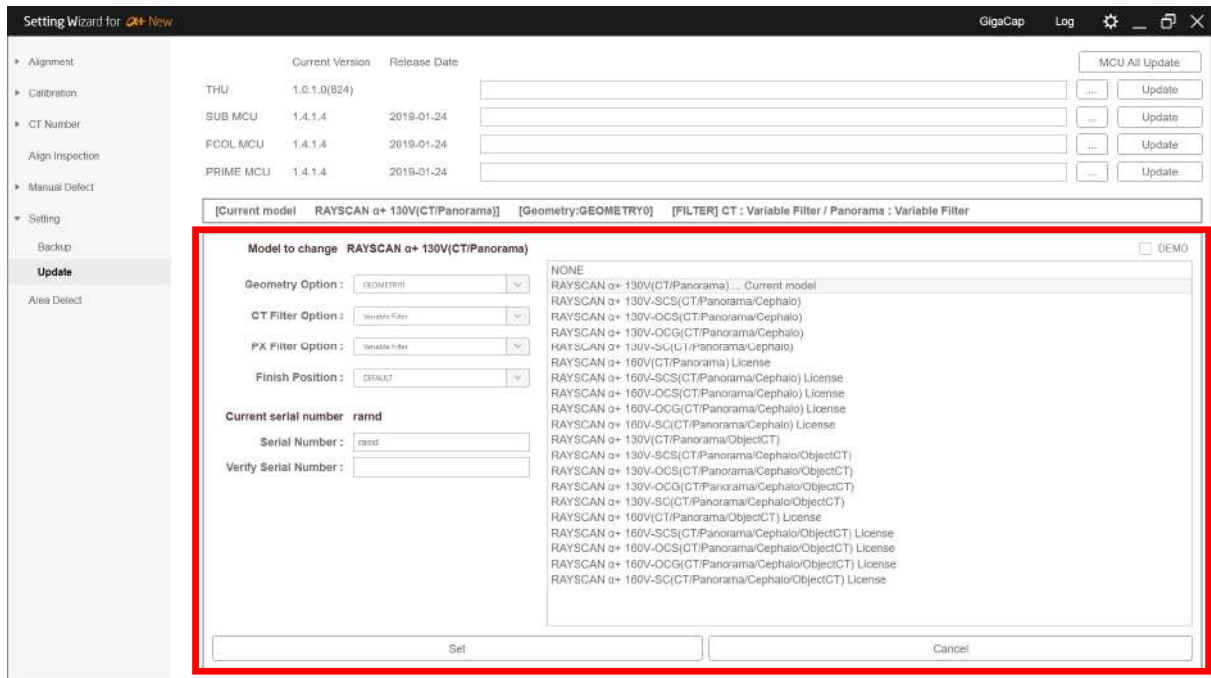 Setting Wizard for α+ New GigaCap Log
Alignment
Calibration
CT Number
Align Inspection
Manual Defect
Setting
Backup
Update
Area Detect
Current Version Release Date MCU All Update
THU 1.0.1.0(824) ... Update
SUB MCU 1.4.1.4 2019-01-24 ... Update
FCOL MCU 1.4.1.4 2019-01-24 ... Update
PRIME MCU 1.4.1.4 2019-01-24 ... Update
[Current model RAYSCAN α+ 130V(CT/Panorama)] [Geometry:GEOMETRY0] [FILTER] CT : Variable Filter / Panorama : Variable Filter
Model to change RAYSCAN α+ 130V(CT/Panorama) DEMO
Geometry Option : GEOMETRY0
CT Filter Option : Variable Filter
PX Filter Option : Variable Filter
Finish Position : DEFAULT
Current serial number rarnd
Serial Number : rarnd
Verify Serial Number :
NONE
RAYSCAN α+ 130V(CT/Panorama) ... Current model
RAYSCAN α+ 130V-SCS(CT/Panorama/Cephalo)
RAYSCAN α+ 130V-OCS(CT/Panorama/Cephalo)
RAYSCAN α+ 130V-OCG(CT/Panorama/Cephalo)
RAYSCAN α+ 130V-SC(CT/Panorama/Cephalo)
RAYSCAN α+ 160V(CT/Panorama) License
RAYSCAN α+ 160V-SCS(CT/Panorama/Cephalo) License
RAYSCAN α+ 160V-OCS(CT/Panorama/Cephalo) License
RAYSCAN α+ 160V-OCG(CT/Panorama/Cephalo) License
RAYSCAN α+ 160V-SC(CT/Panorama/Cephalo) License
RAYSCAN α+ 130V(CT/Panorama/ObjectCT)
RAYSCAN α+ 130V-SCS(CT/Panorama/Cephalo/ObjectCT)
RAYSCAN α+ 130V-OCS(CT/Panorama/Cephalo/ObjectCT)
RAYSCAN α+ 130V-OCG(CT/Panorama/Cephalo/ObjectCT)
RAYSCAN α+ 130V-SC(CT/Panorama/Cephalo/ObjectCT)
RAYSCAN α+ 160V(CT/Panorama/ObjectCT) License
RAYSCAN α+ 160V-SCS(CT/Panorama/Cephalo/ObjectCT) License
RAYSCAN α+ 160V-OCS(CT/Panorama/Cephalo/ObjectCT) License
RAYSCAN α+ 160V-OCG(CT/Panorama/Cephalo/ObjectCT) License
RAYSCAN α+ 160V-SC(CT/Panorama/Cephalo/ObjectCT) License
Set Cancel